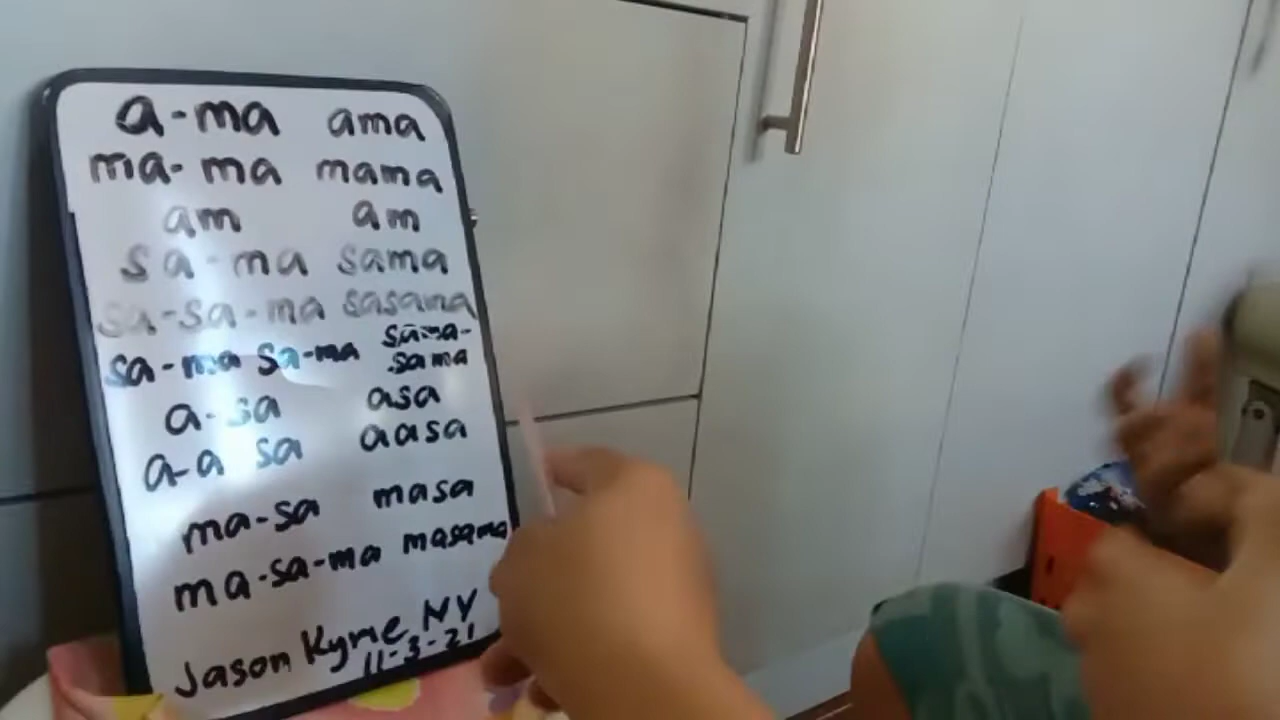 a-ma ama
ma-ma mama
am am
sa-ma sama
sa-sa-ma sasama
sa-ma sa-ma sama-
sama
a-sa asa
a-a sa aasa
ma-sa masa
ma-sa-ma masama
Jason Kyrie NY
11-3-21